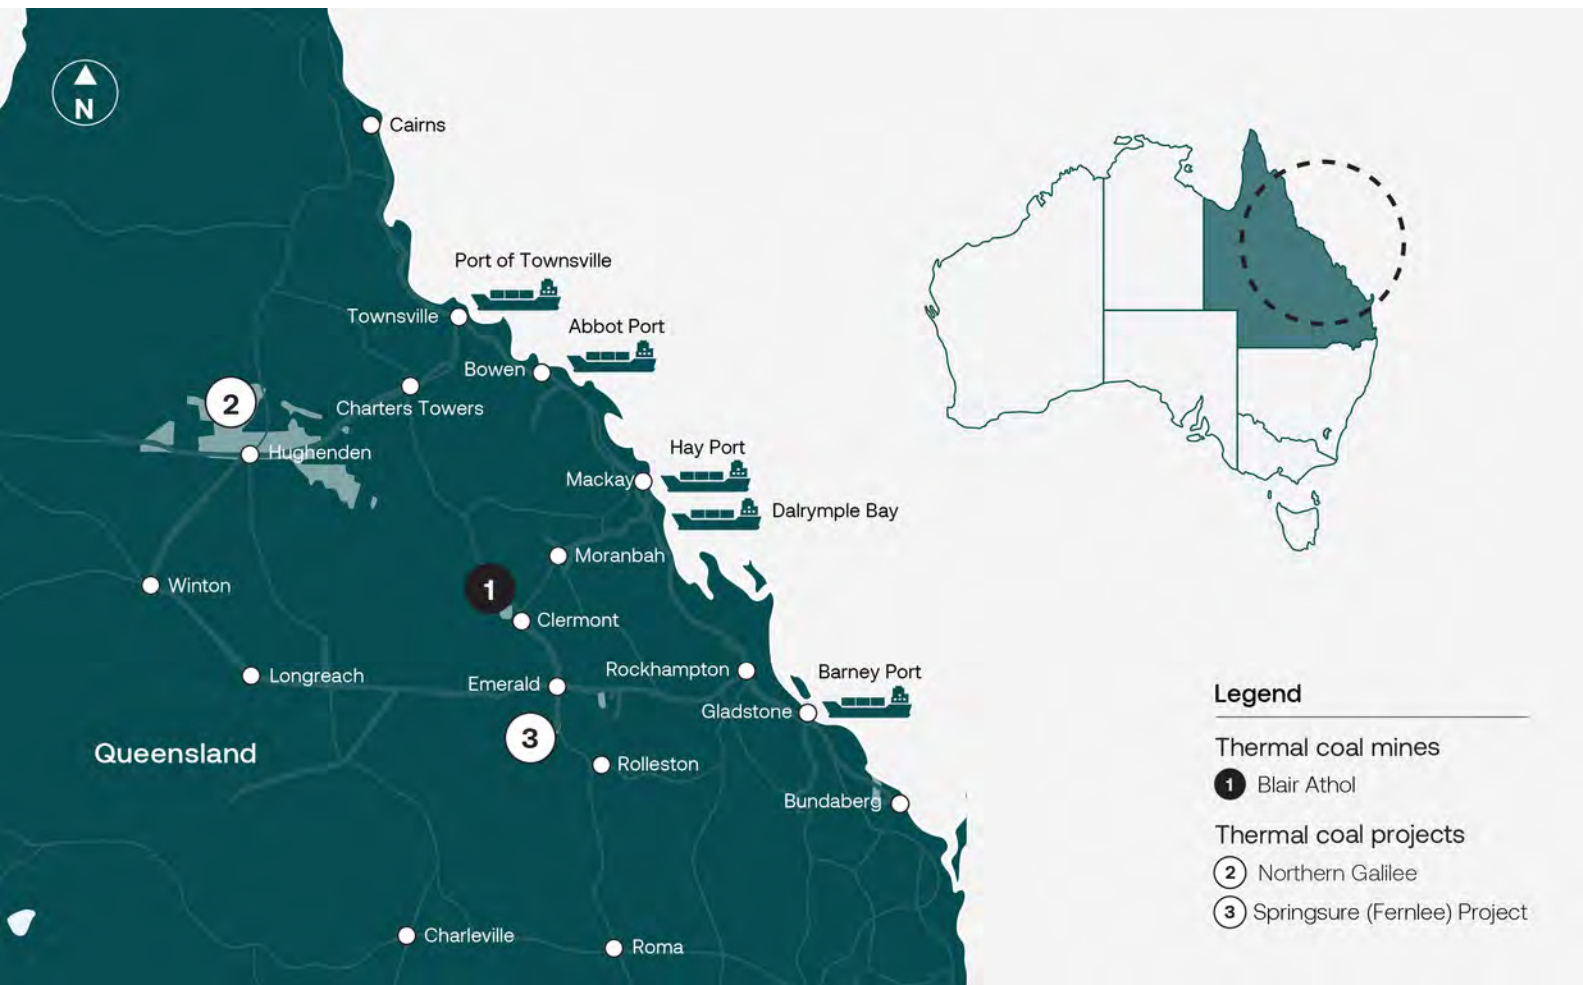 N
Cairns
Port of Townsville
Townsville
Abbot Port
Bowen
2
Charters Towers
Hughenden
Hay Port
Mackay
Dalrymple Bay
Moranbah
1
Winton
Clermont
Longreach
Rockhampton
Barney Port
Emerald
Gladstone
3
Queensland
Rolleston
Bundaberg
Charleville
Roma
Legend
Thermal coal mines
1 Blair Athol
Thermal coal projects
2 Northern Galilee
3 Springsure (Fernlee) Project